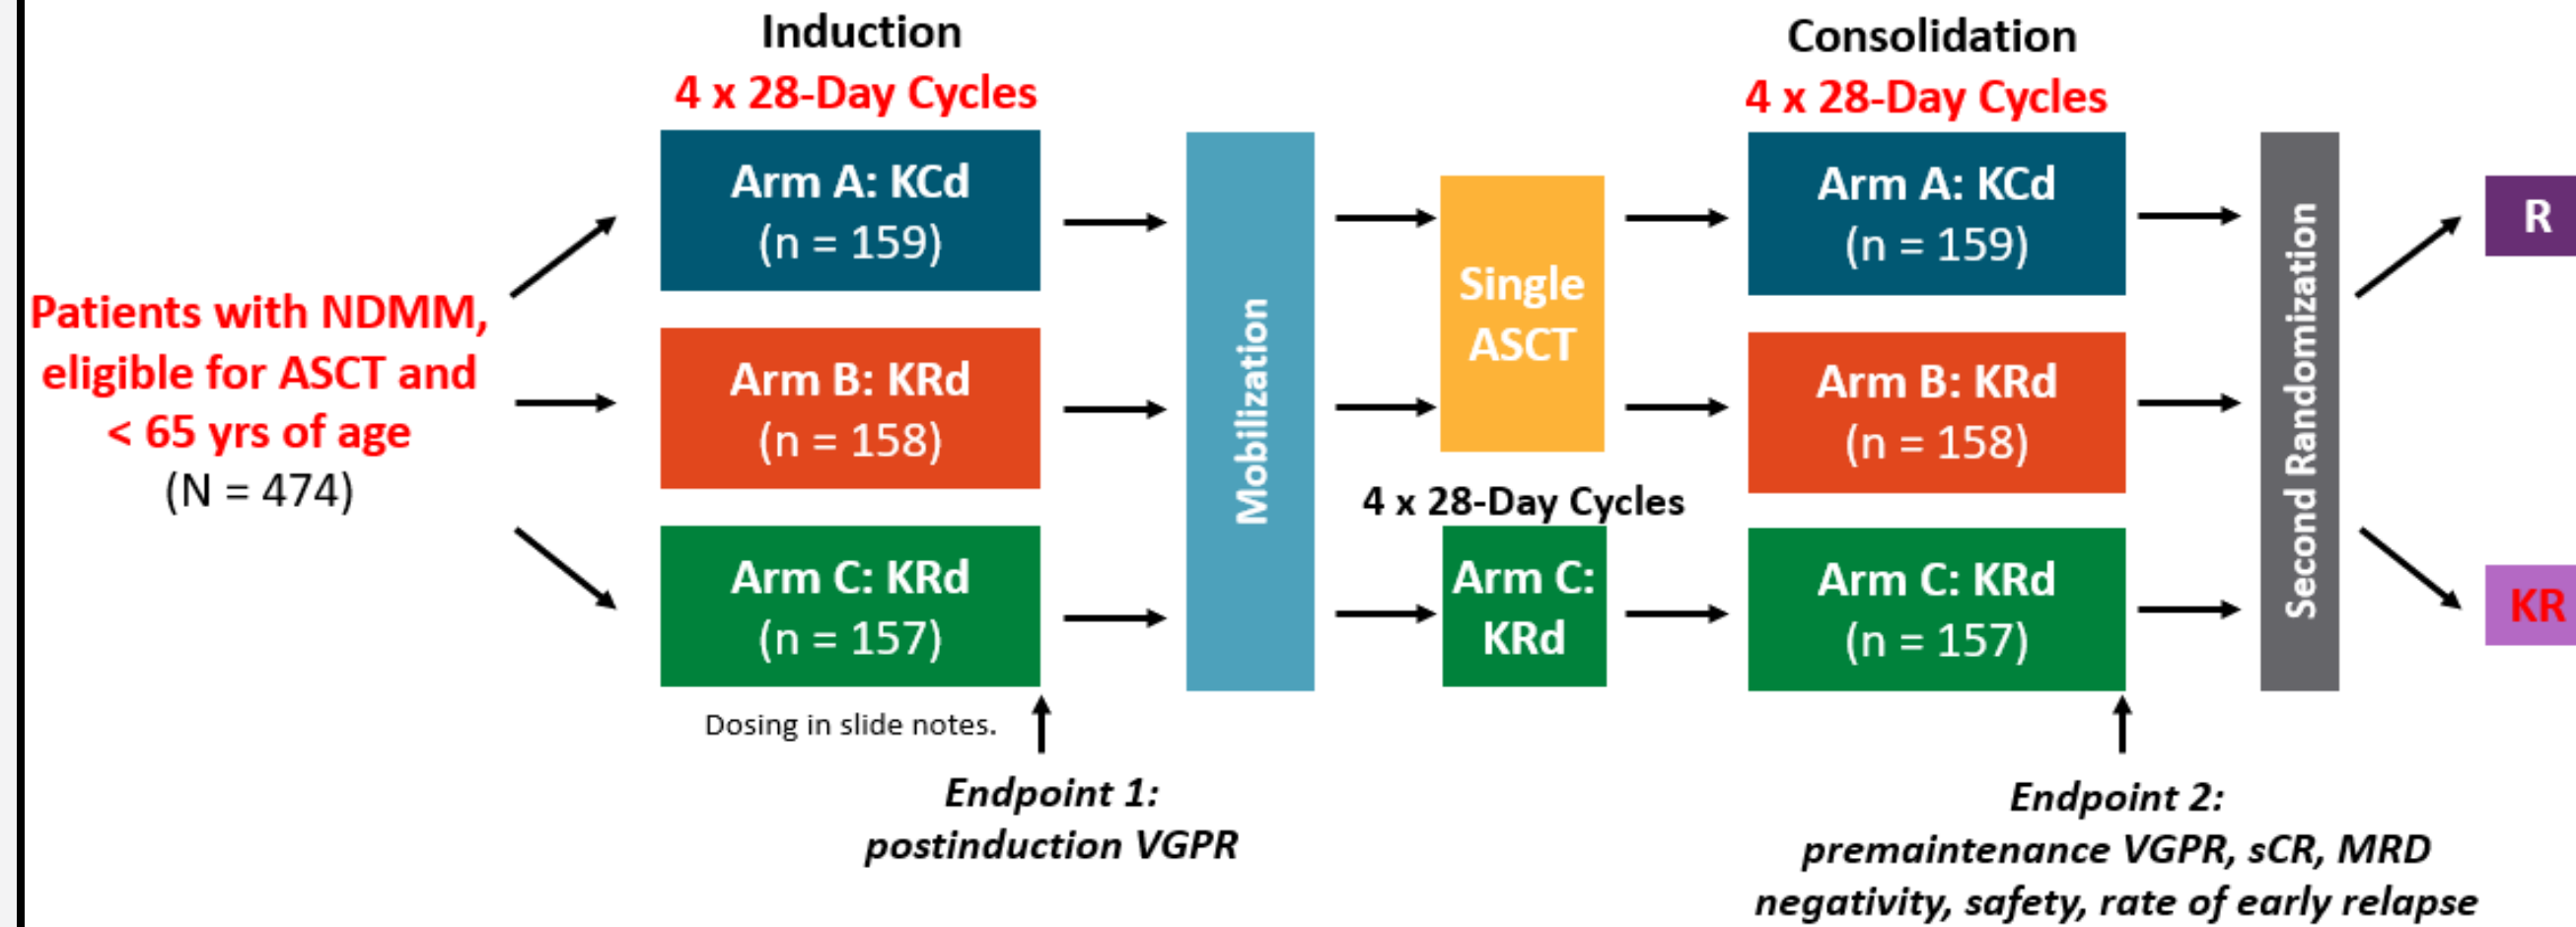 Induction
4 x 28-Day Cycles
Consolidation
4 x 28-Day Cycles
Patients with NDMM,
eligible for ASCT and
< 65 yrs of age
(N = 474)
Arm A: KCd
(n = 159)
Arm B: KRd
(n = 158)
Arm C: KRd
(n = 157)
Dosing in slide notes.
Mobilization
Single
ASCT
4 x 28-Day Cycles
Arm C:
KRd
Arm A: KCd
(n = 159)
Arm B: KRd
(n = 158)
Arm C: KRd
(n = 157)
Second Randomization
R
KR
Endpoint 1:
postinduction VGPR
Endpoint 2:
premaintenance VGPR, sCR, MRD
negativity, safety, rate of early relapse